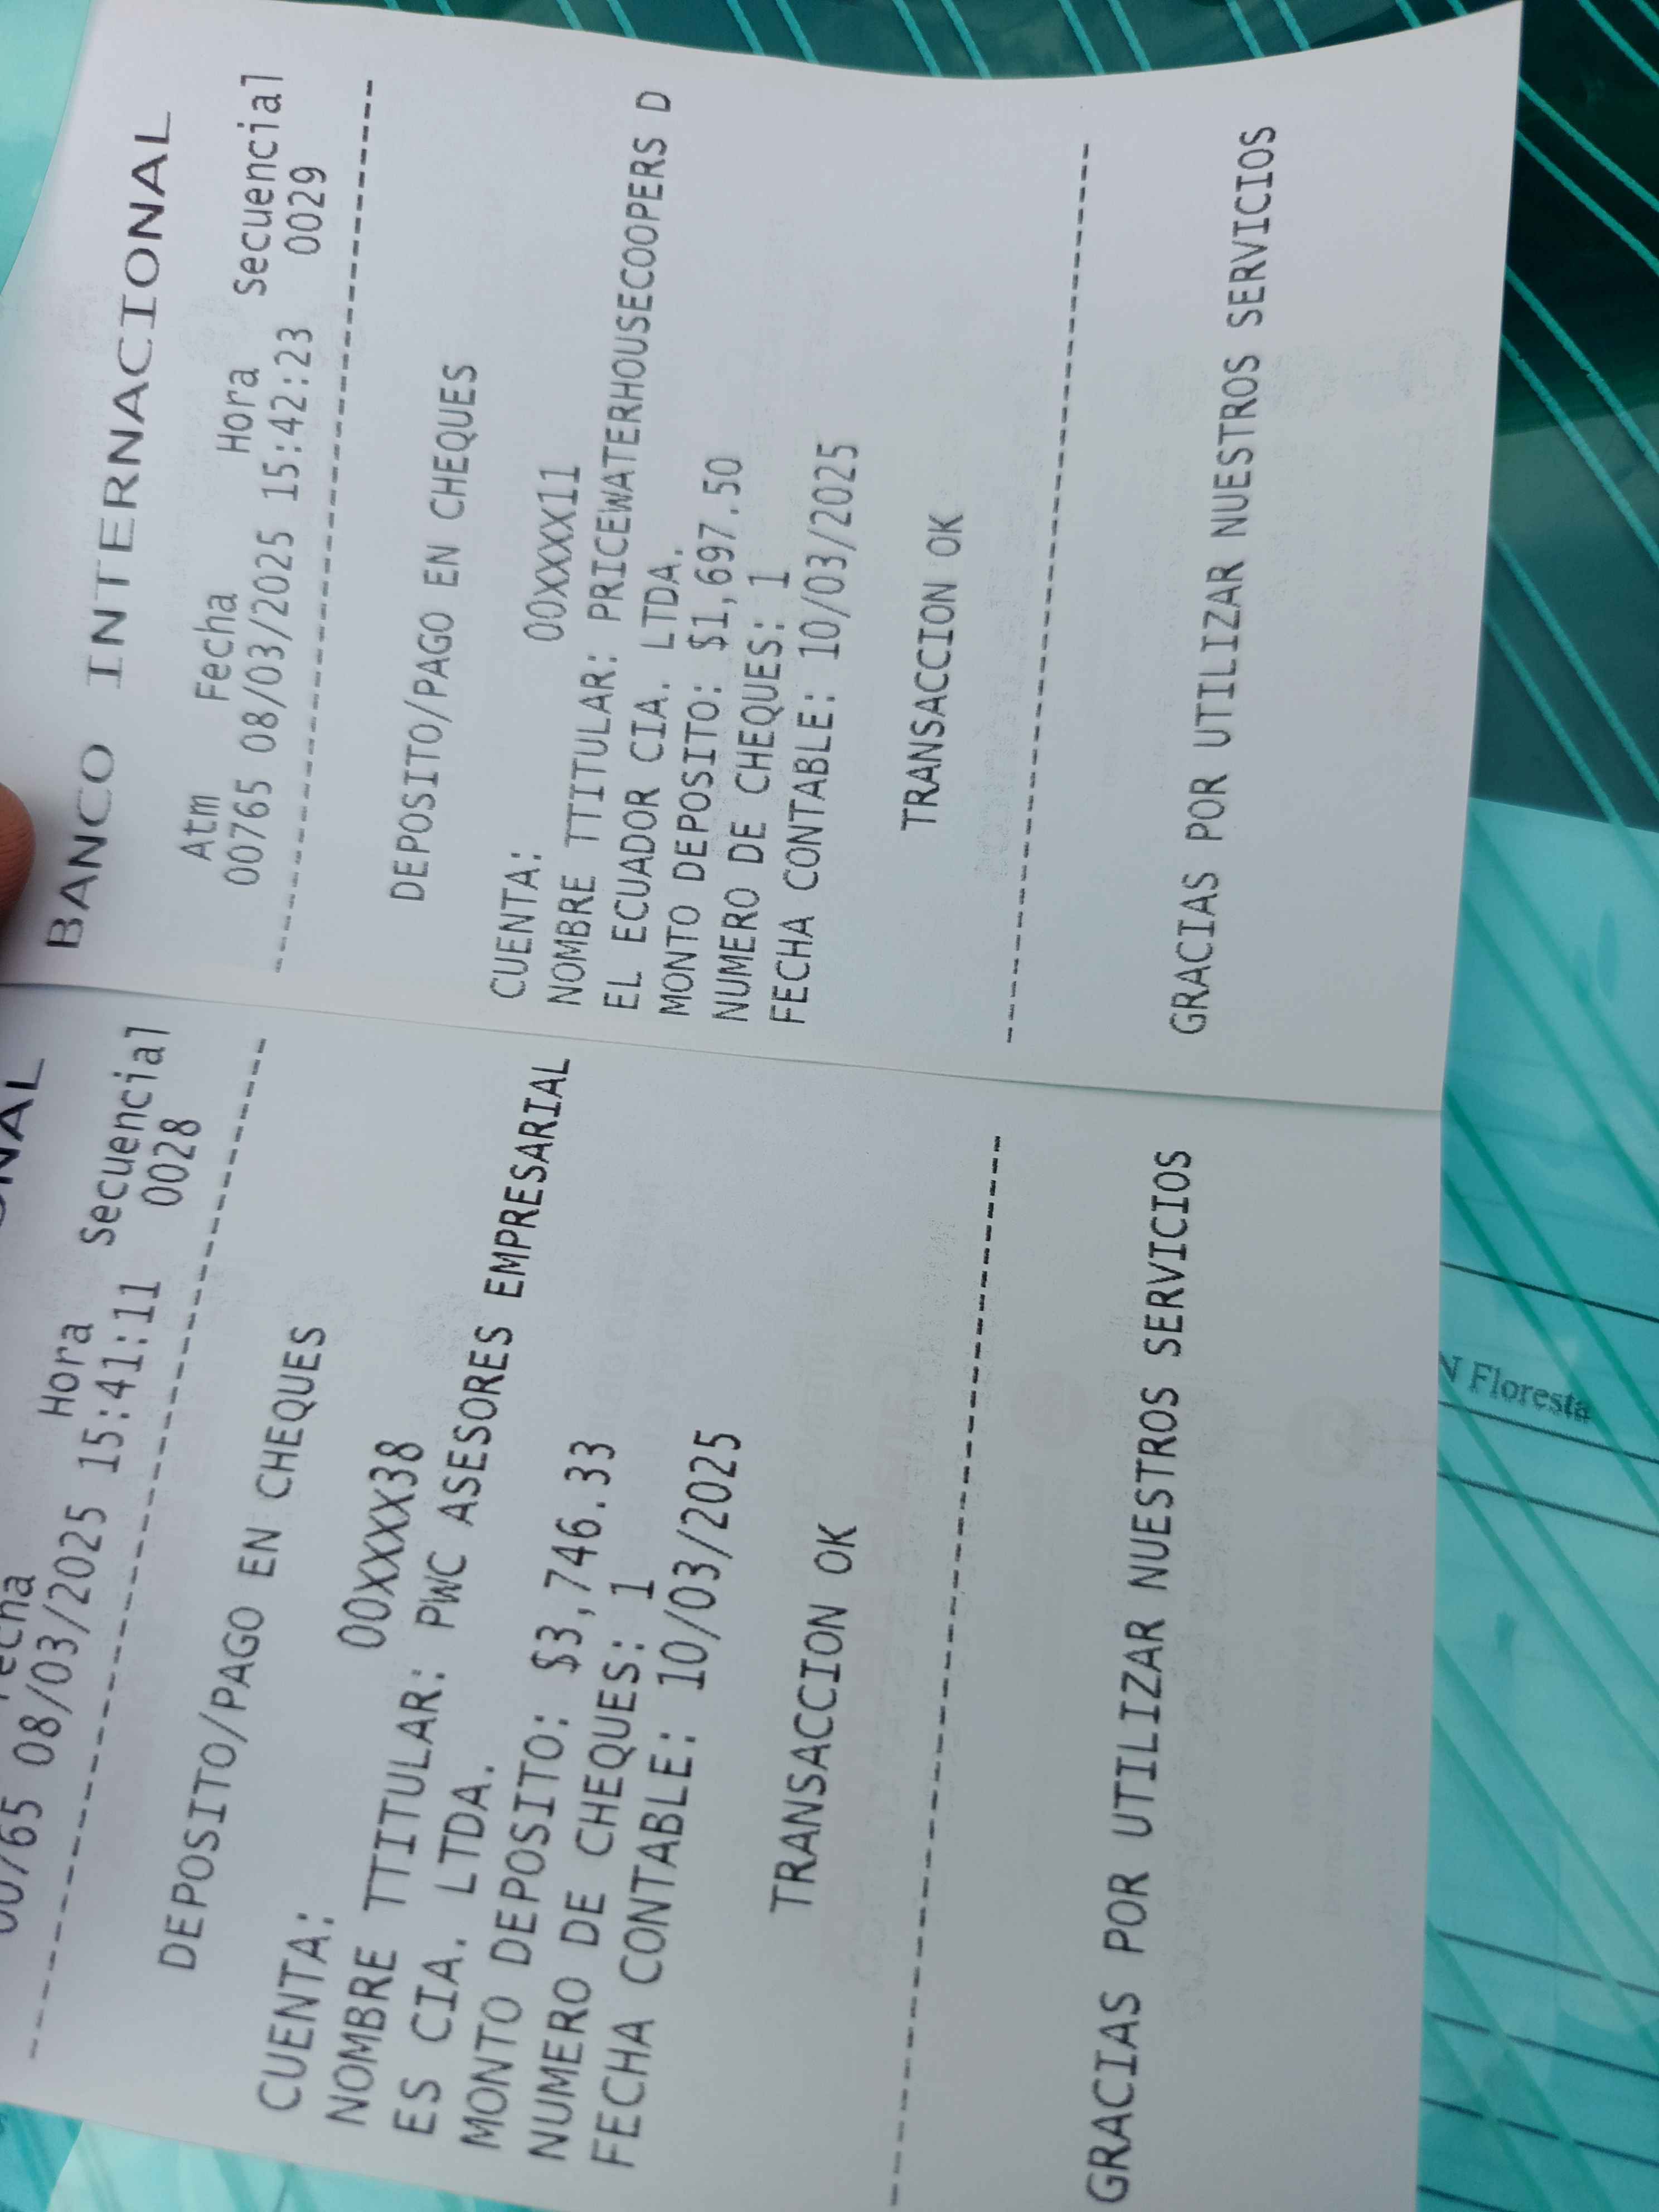 BANCO INTERNACIONAL
Atm Fecha Hora Secuencial
00765 08/03/2025 15:42:23 0029
DEPOSITO/PAGO EN CHEQUES
CUENTA: 00XXXX11
NOMBRE TTITULAR: PRICEWATERHOUSECOOPERS D
EL ECUADOR CIA. LTDA.
MONTO DEPOSITO: $1,697.50
NUMERO DE CHEQUES: 1
FECHA CONTABLE: 10/03/2025
TRANSACCION OK
GRACIAS POR UTILIZAR NUESTROS SERVICIOS
Hora Secuencial
08/03/2025 15:41:11 0028
DEPOSITO/PAGO EN CHEQUES
CUENTA: 00XXXX38
NOMBRE TTITULAR: PWC ASESORES EMPRESARIAL
ES CIA. LTDA.
MONTO DEPOSITO: $3,746.33
NUMERO DE CHEQUES: 1
FECHA CONTABLE: 10/03/2025
TRANSACCION OK
GRACIAS POR UTILIZAR NUESTROS SERVICIOS
Floresta